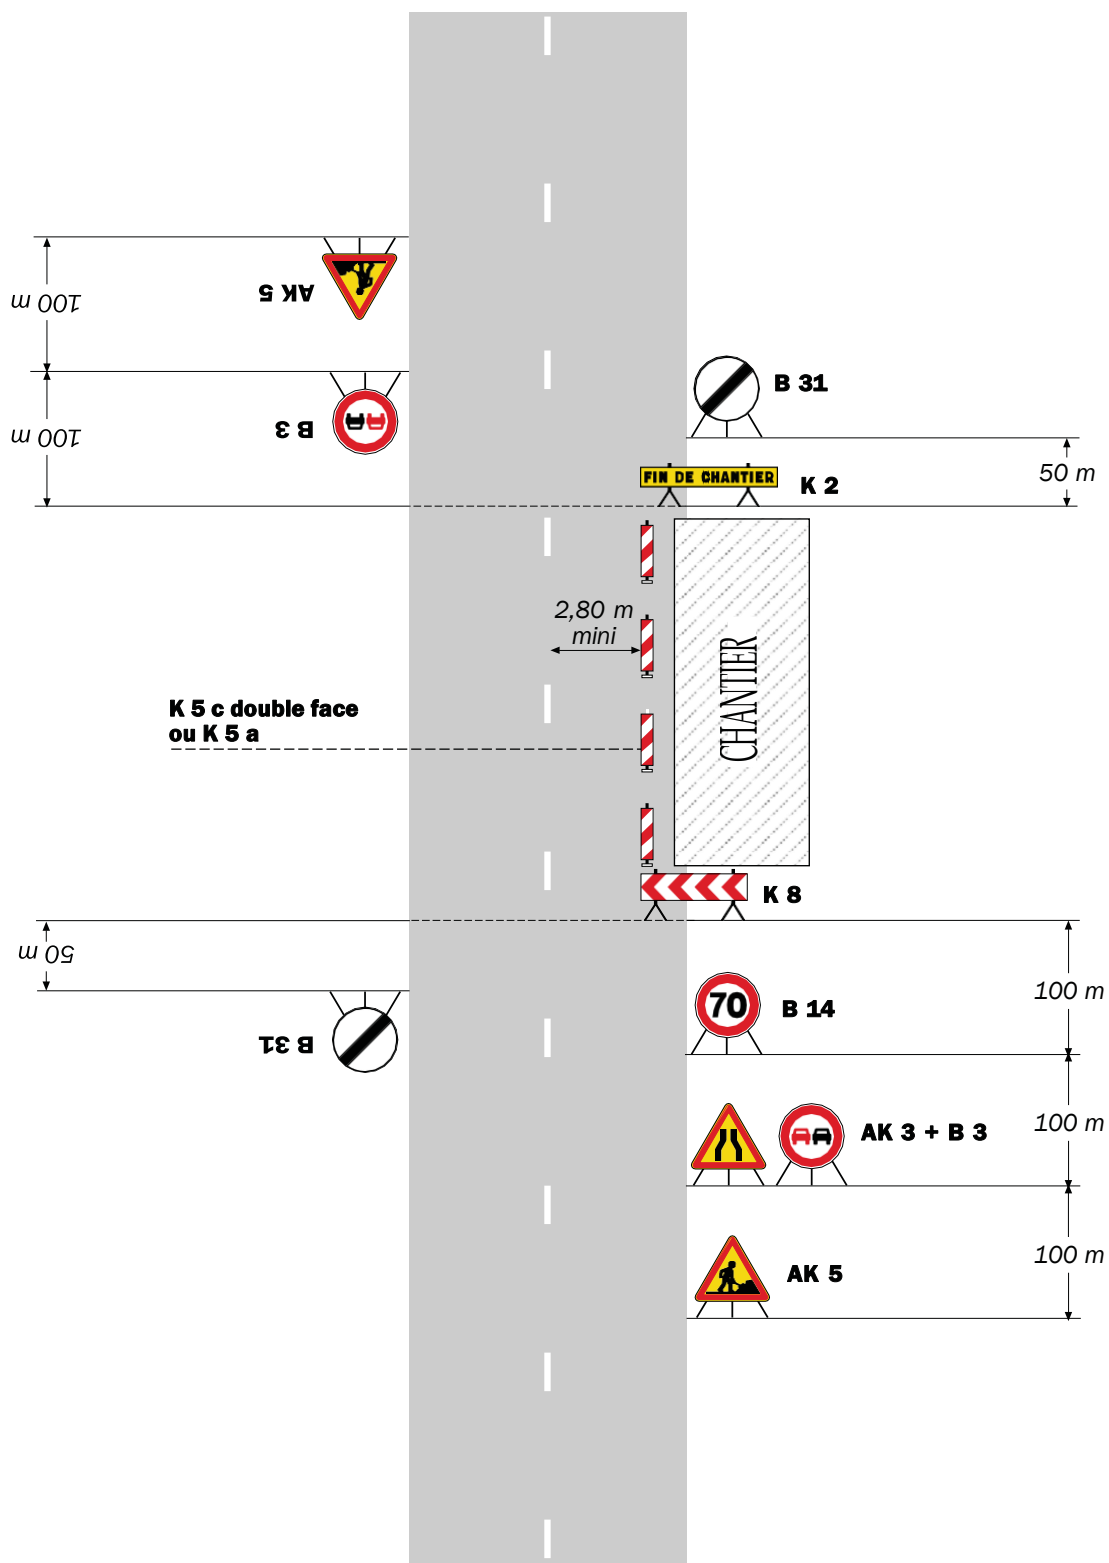 AK 5
100 m
B 3
100 m
B 31
50 m
FIN DE CHANTIER
K 2
2,80 m
mini
CHANTIER
K 5 c double face
ou K 5 a
K 8
50 m
B 31
70
B 14
100 m
AK 3 + B 3
100 m
AK 5
100 m